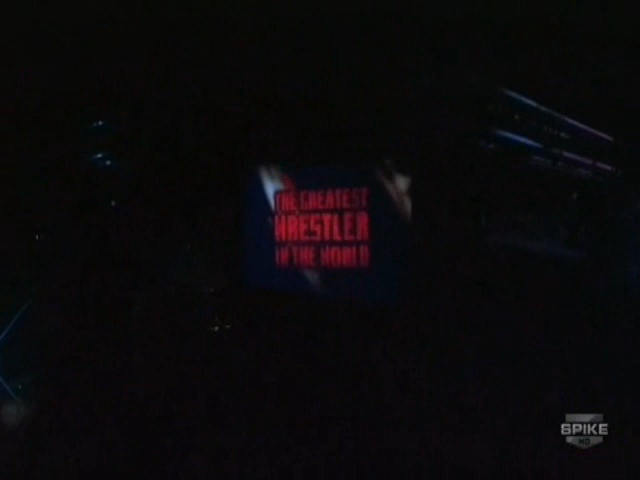 THE GREATEST
WRESTLER
IN THE WORLD
SPIKE
HD